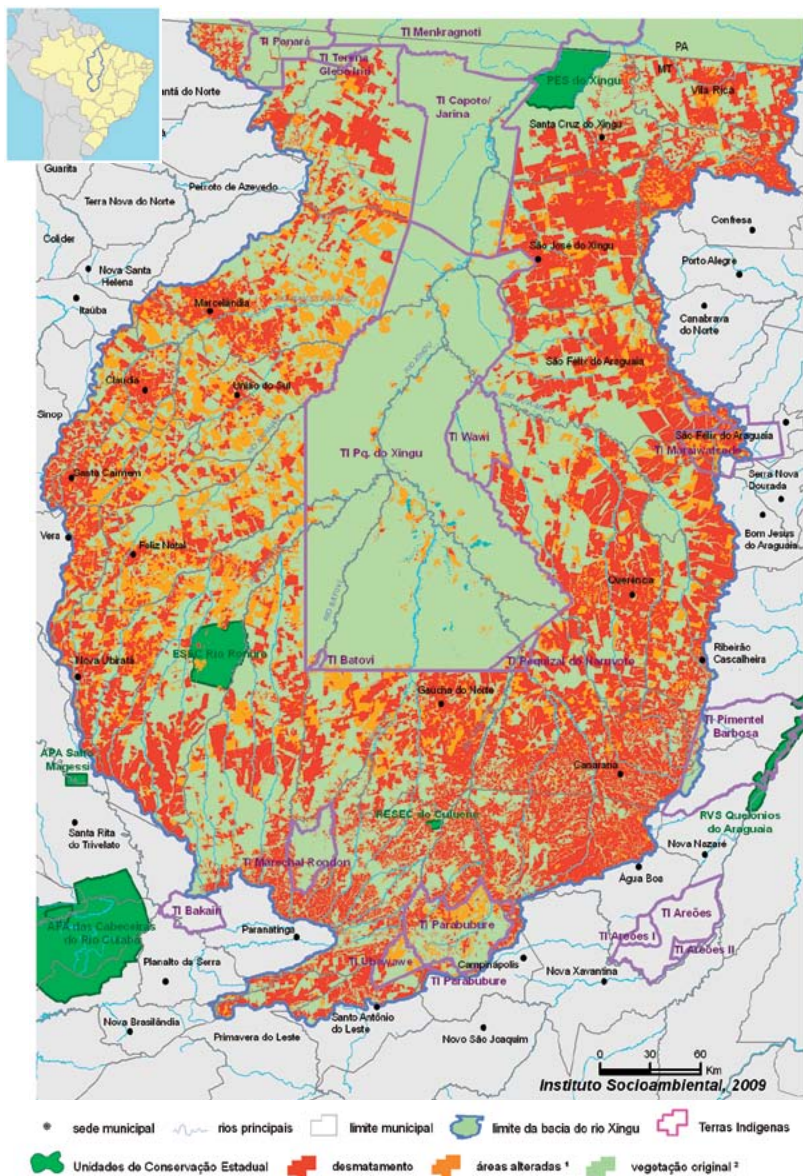 TI Panará
TI Menkragnoti
PA
MT
PES do Xingu
Vila Rica
TI Capoto/
Jarina
Santa Cruz do Xingu
Guarita
Terra Nova do Norte
Peixoto de Azevedo
Confresa
Colider
Nova Santa
Helena
São José do Xingu
Porto Alegre
Itaúba
Marcelândia
Canabrava
do Norte
RIO XINGU
São Félix do Araguaia
Cláudia
União do Sul
Sinop
TI Wawi
São Félix do Araguaia
TI Maraiwatsede
TI Pq. do Xingu
Santa Carmem
Serra Nova
Dourada
Vera
Feliz Natal
Bom Jesus
do Araguaia
Querência
RIO BATOVI
ESEC Rio Ronuro
TI Batovi
TI Pequizal do Naruvoto
Ribeirão
Cascalheira
Nova Ubiratã
Gaucha do Norte
TI Pimentel
Barbosa
APA Salto
Magessi
Canarana
RESEC do Culuene
RVS Quelônios
do Araguaia
Santa Rita
do Trivelato
Nova Nazaré
TI Marechal Rondon
Água Boa
TI Bakairi
TI Parabubure
TI Areões
APA das Cabeceiras
do Rio Cuiabá
Paranatinga
TI Areões I
TI Areões II
TI Ubawawe
Campinápolis
Planalto da Serra
TI Parabubure
Nova Xavantina
Santo Antônio
do Leste
Nova Brasilândia
Primavera do Leste
Novo São Joaquim
0 30 60
Km
Instituto Socioambiental, 2009
sede municipal
rios principais
limite municipal
limite da bacia do rio Xingu
Terras Indígenas
Unidades de Conservação Estadual
desmatamento
áreas alteradas ¹
vegetação original ²